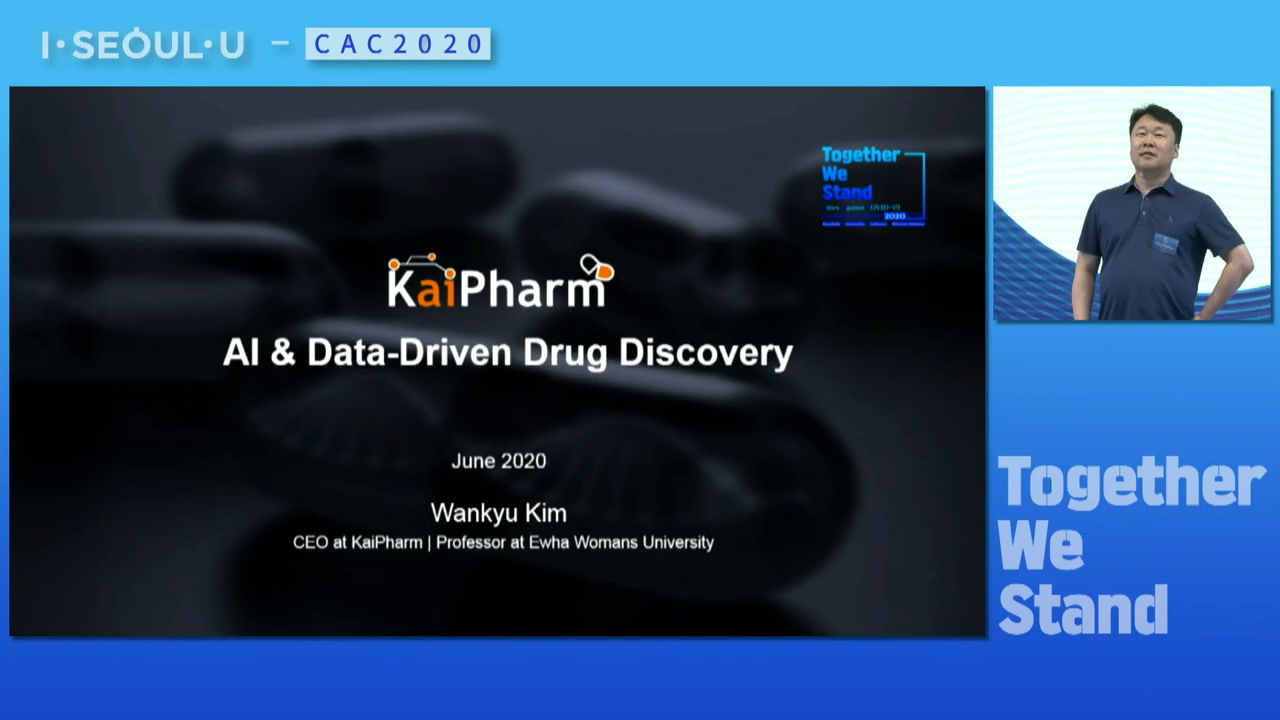 I·SEOUL·U – CAC2020
Together
We
Stand
2020
KaiPharm
AI & Data-Driven Drug Discovery
June 2020
Wankyu Kim
CEO at KaiPharm | Professor at Ewha Womans University
Together
We
Stand